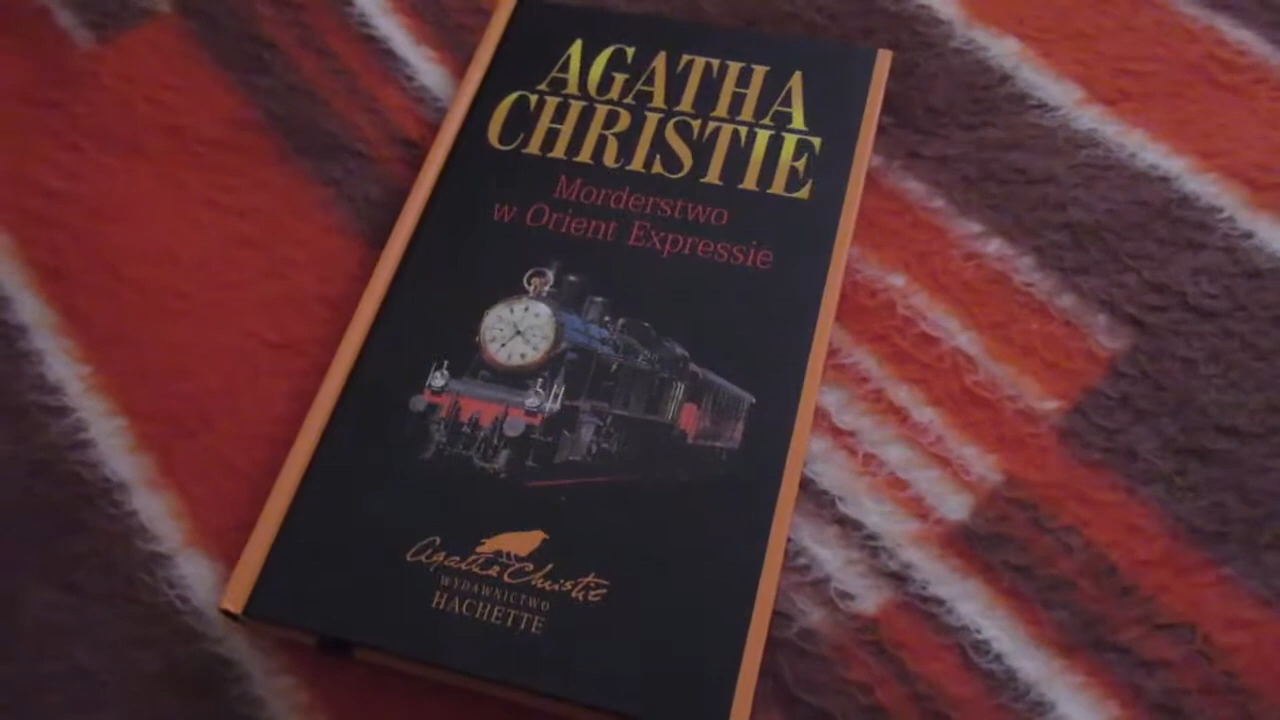 AGATHA
CHRISTIE
Morderstwo
w Orient Expressie
Agatha Christie
WYDAWNICTWO
HACHETTE